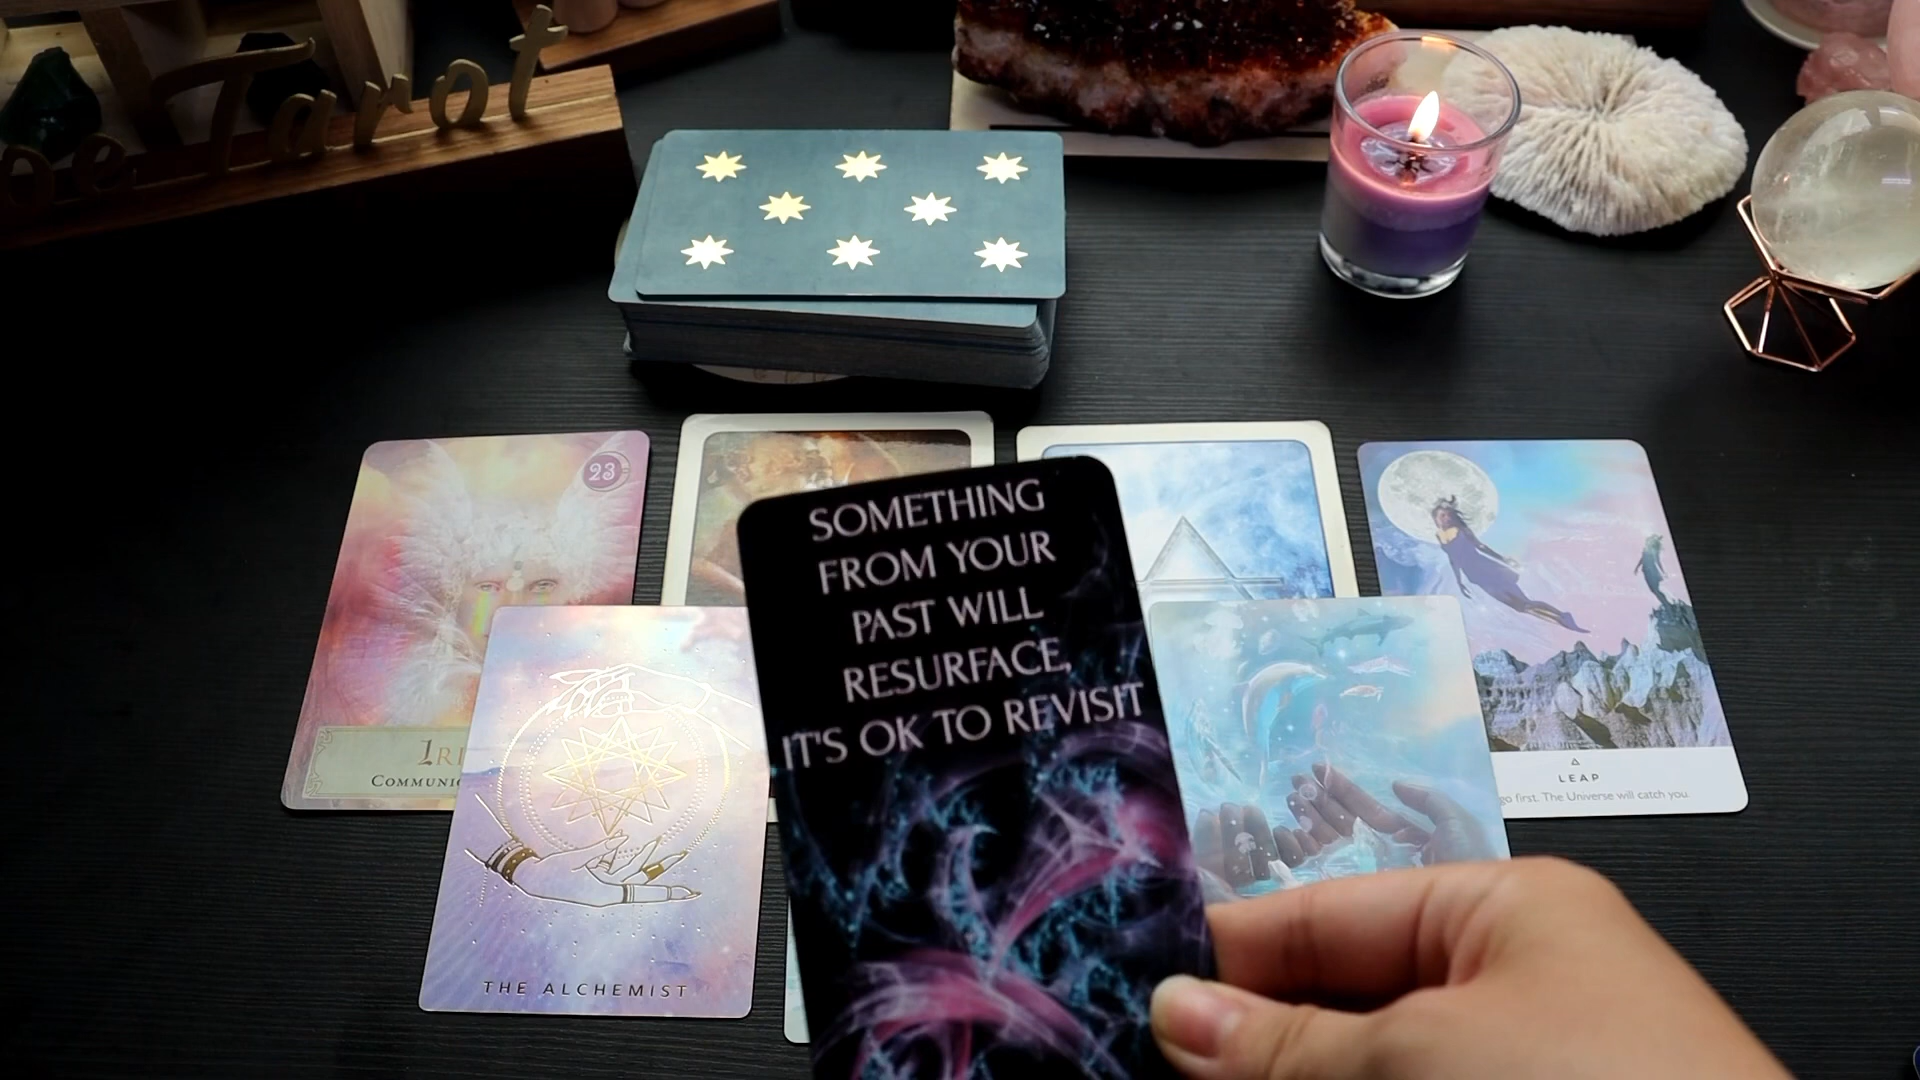 Tarot
23
SOMETHING
FROM YOUR
PAST WILL
RESURFACE,
IT'S OK TO REVISIT
LEAP
go first. The Universe will catch you.
THE ALCHEMIST